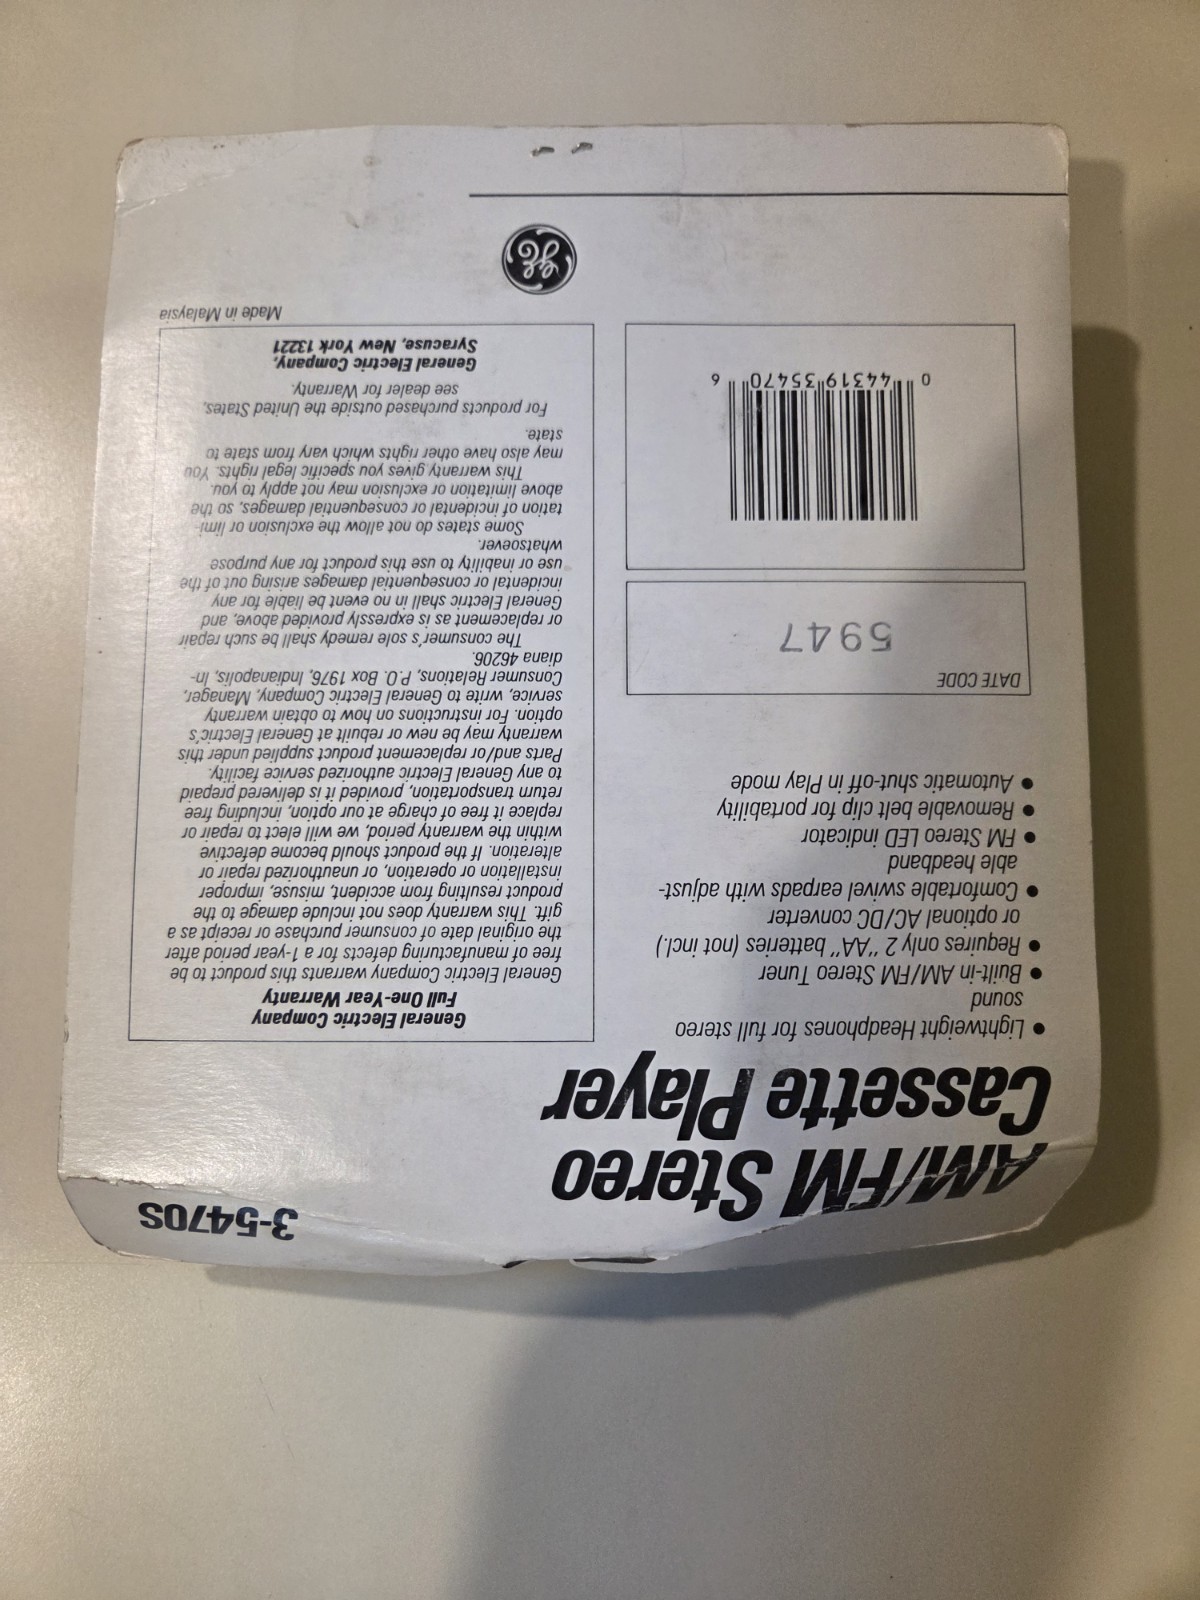 3-5470S
AM/FM Stereo
Cassette Player
• Lightweight Headphones for full stereo
sound
• Built-in AM/FM Stereo Tuner
• Requires only 2 "AA" batteries (not incl.)
or optional AC/DC converter
• Comfortable swivel earpads with adjust-
able headband
• FM Stereo LED indicator
• Removable belt clip for portability
• Automatic shut-off in Play mode
DATE CODE
5947
0 44319 35470 6
General Electric Company
Full One-Year Warranty
General Electric Company warrants this product to be
free of manufacturing defects for a 1-year period after
the original date of consumer purchase or receipt as a
gift. This warranty does not include damage to the
product resulting from accident, misuse, improper
installation or operation, or unauthorized repair or
alteration. If the product should become defective
within the warranty period, we will elect to repair or
replace it free of charge at our option, including free
return transportation, provided it is delivered prepaid
to any General Electric authorized service facility.
Parts and/or replacement product supplied under this
warranty may be new or rebuilt at General Electric's
option. For instructions on how to obtain warranty
service, write to General Electric Company, Manager,
Consumer Relations, P.O. Box 1976, Indianapolis, In-
diana 46206.
The consumer's sole remedy shall be such repair
or replacement as is expressly provided above, and
General Electric shall in no event be liable for any
incidental or consequential damages arising out of the
use or inability to use this product for any purpose
whatsoever.
Some states do not allow the exclusion or limi-
tation of incidental or consequential damages, so the
above limitation or exclusion may not apply to you.
This warranty gives you specific legal rights. You
may also have other rights which vary from state to
state.
For products purchased outside the United States,
see dealer for Warranty.
General Electric Company,
Syracuse, New York 13221
Made in Malaysia
GE